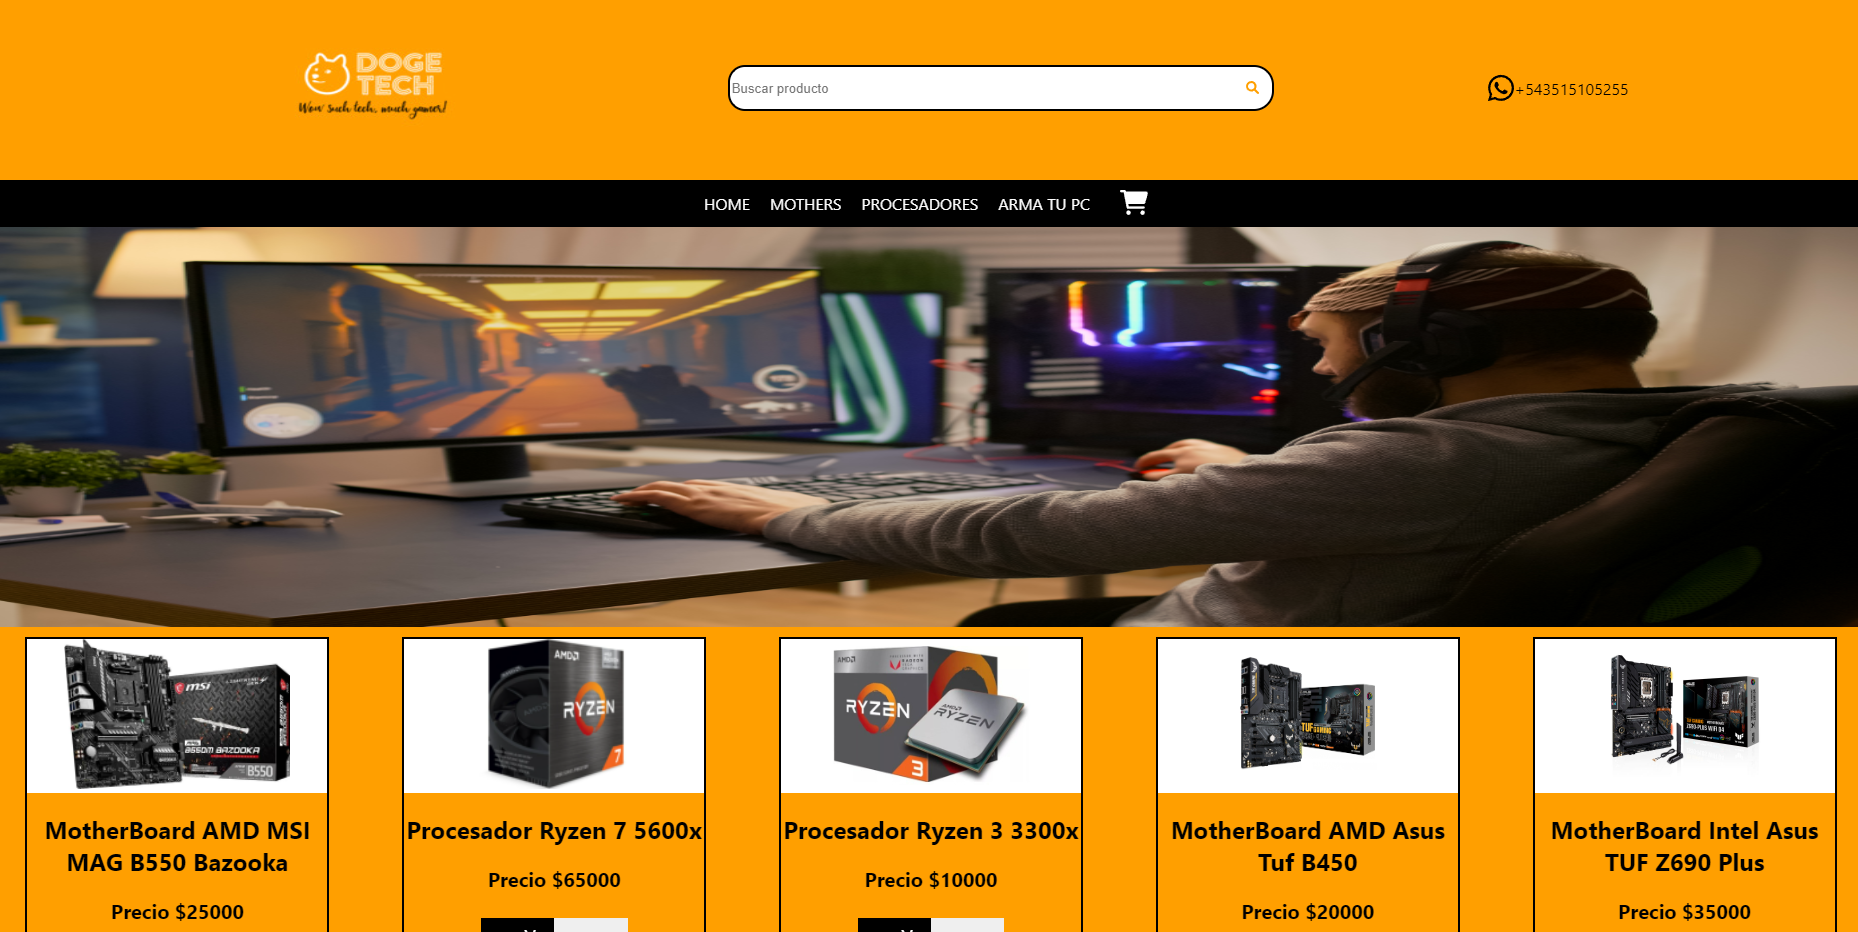 DOGE
TECH
Wow such tech, much gamer!
Buscar producto
+543515105255
HOME MOTHERS PROCESADORES ARMA TU PC
msi
B550M BAZOOKA
B550
AMD
RYZEN
7
AMD
RYZEN
3
AMD
RYZEN
TUF GAMING
MotherBoard AMD MSI
MAG B550 Bazooka
Precio $25000
Procesador Ryzen 7 5600x
Precio $65000
Procesador Ryzen 3 3300x
Precio $10000
MotherBoard AMD Asus
Tuf B450
Precio $20000
MotherBoard Intel Asus
TUF Z690 Plus
Precio $35000